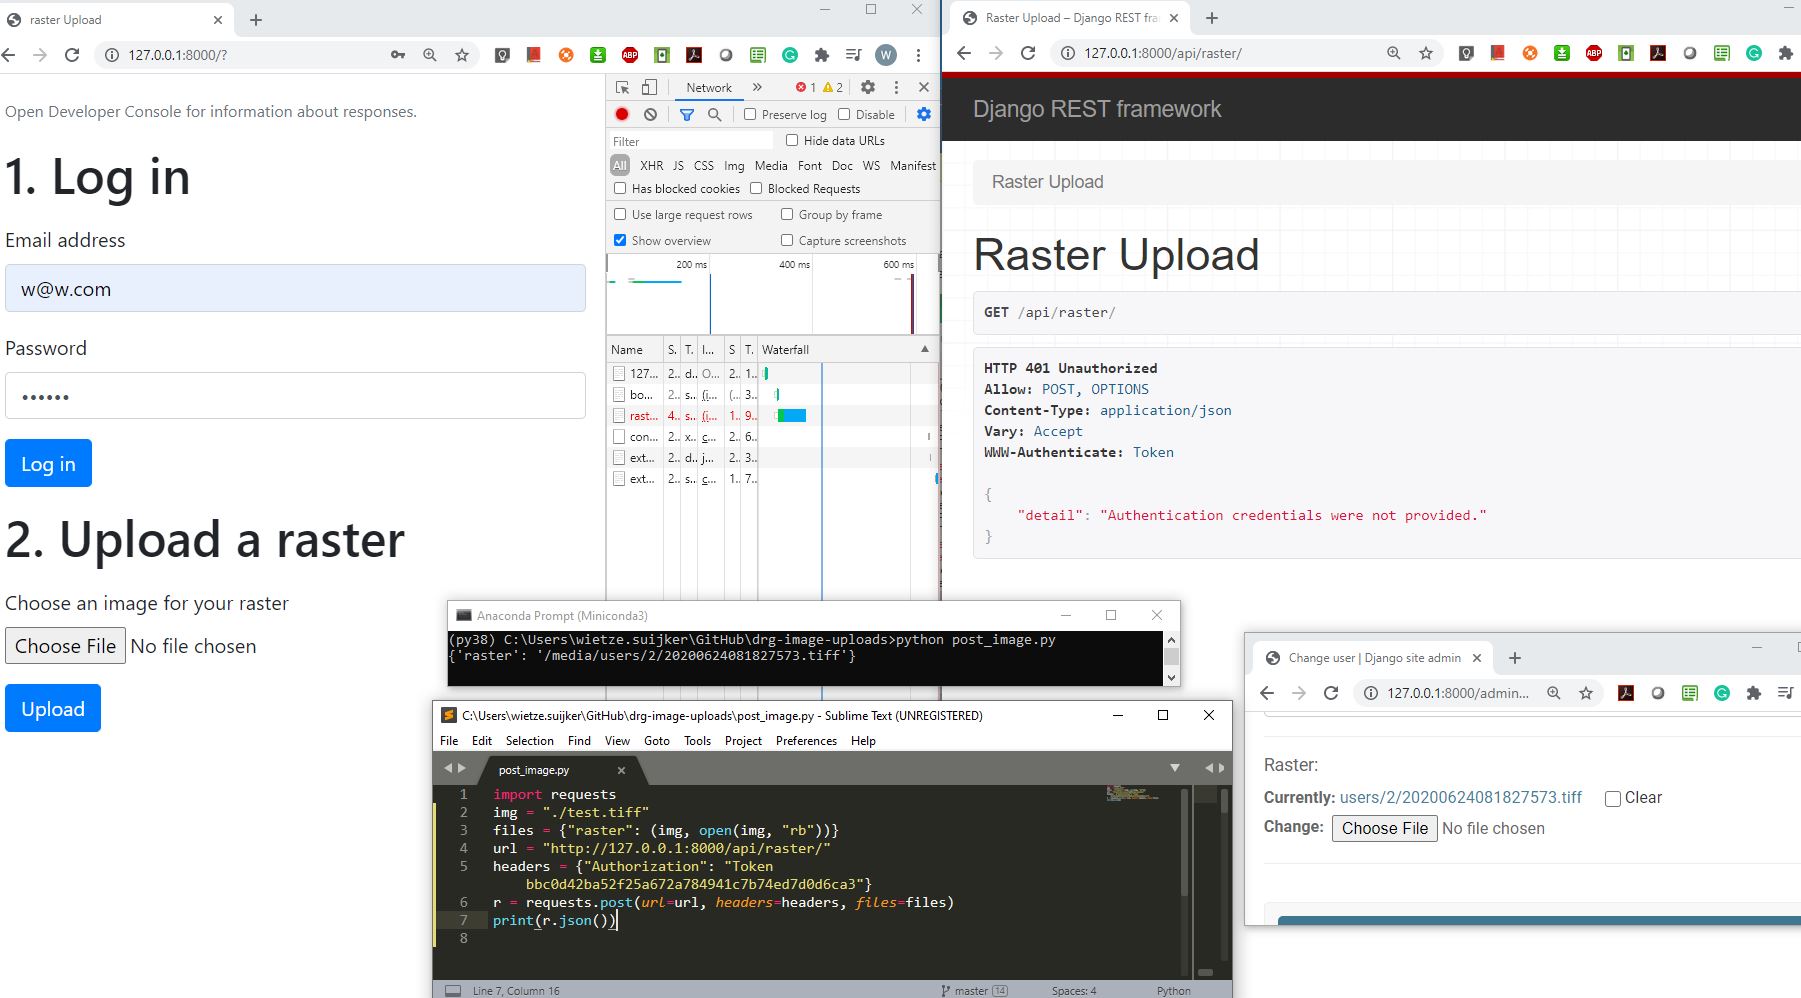 raster Upload
127.0.0.1:8000/?
W
Open Developer Console for information about responses.
1. Log in
Email address
w@w.com
Password
Log in
2. Upload a raster
Choose an image for your raster
Choose File No file chosen
Upload
Network
1 2
Preserve log Disable
Filter
Hide data URLs
All XHR JS CSS Img Media Font Doc WS Manifest
Has blocked cookies Blocked Requests
Use large request rows Group by frame
Show overview Capture screenshots
200 ms 400 ms 600 ms
Name S. T. I... S T. Waterfall
127... 2.. d.. O... 2.. 1..
bo... 2.. s... (i... (... 3..
rast... 4.. s... (i... 1.. 9..
con... 2.. x.. c... 2.. 6..
ext... 2.. d.. j... 2.. 3..
ext... 2.. s... c... 1.. 7..
Raster Upload – Django REST fra
127.0.0.1:8000/api/raster/
ABP
Django REST framework
Raster Upload
Raster Upload
GET /api/raster/
HTTP 401 Unauthorized
Allow: POST, OPTIONS
Content-Type: application/json
Vary: Accept
WWW-Authenticate: Token
{
"detail": "Authentication credentials were not provided."
}
Anaconda Prompt (Miniconda3)
(py38) C:\Users\wietze.suijker\GitHub\drg-image-uploads>python post_image.py
{'raster': '/media/users/2/20200624081827573.tiff'}
C:\Users\wietze.suijker\GitHub\drg-image-uploads\post_image.py - Sublime Text (UNREGISTERED)
File Edit Selection Find View Goto Tools Project Preferences Help
post_image.py
1 import requests
2 img = "./test.tiff"
3 files = {"raster": (img, open(img, "rb"))}
4 url = "http://127.0.0.1:8000/api/raster/"
5 headers = {"Authorization": "Token
bbc0d42ba52f25a672a784941c7b74ed7d0d6ca3"}
6 r = requests.post(url=url, headers=headers, files=files)
7 print(r.json())
8
Line 7, Column 16 master 14 Spaces: 4 Python
Change user | Django site admin
127.0.0.1:8000/admin...
Raster:
Currently: users/2/20200624081827573.tiff Clear
Change: Choose File No file chosen